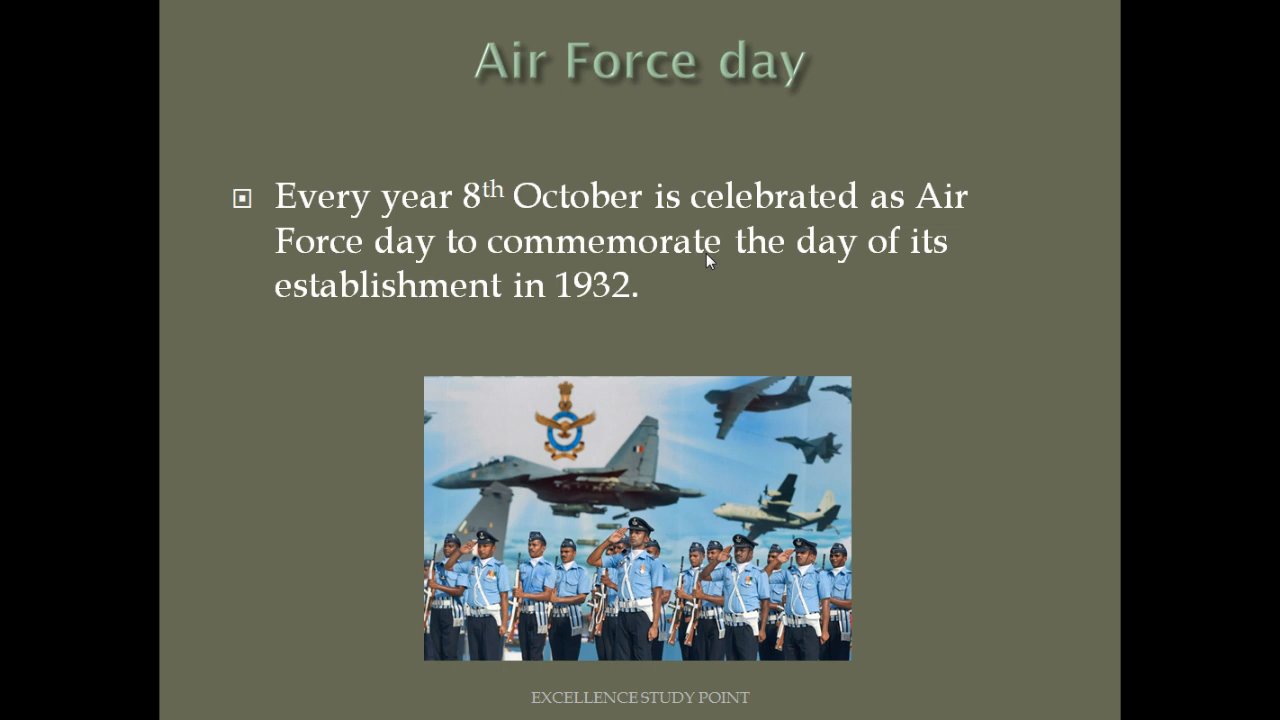 Air Force day
Every year 8th October is celebrated as Air
Force day to commemorate the day of its
establishment in 1932.
EXCELLENCE STUDY POINT